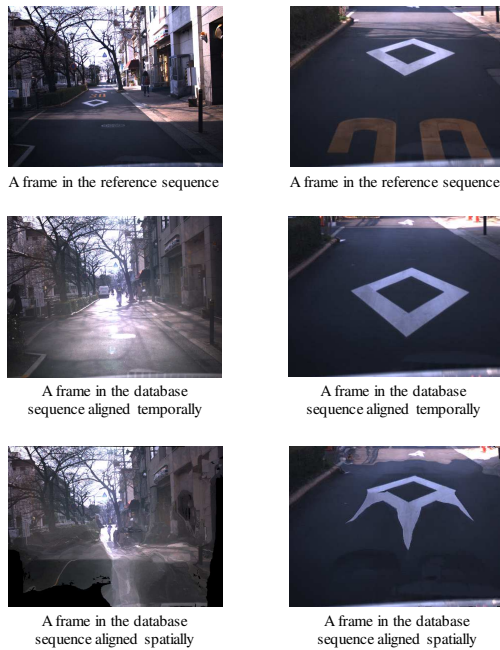 A frame in the reference sequence
A frame in the reference sequence
A frame in the database
sequence aligned temporally
A frame in the database
sequence aligned temporally
A frame in the database
sequence aligned spatially
A frame in the database
sequence aligned spatially